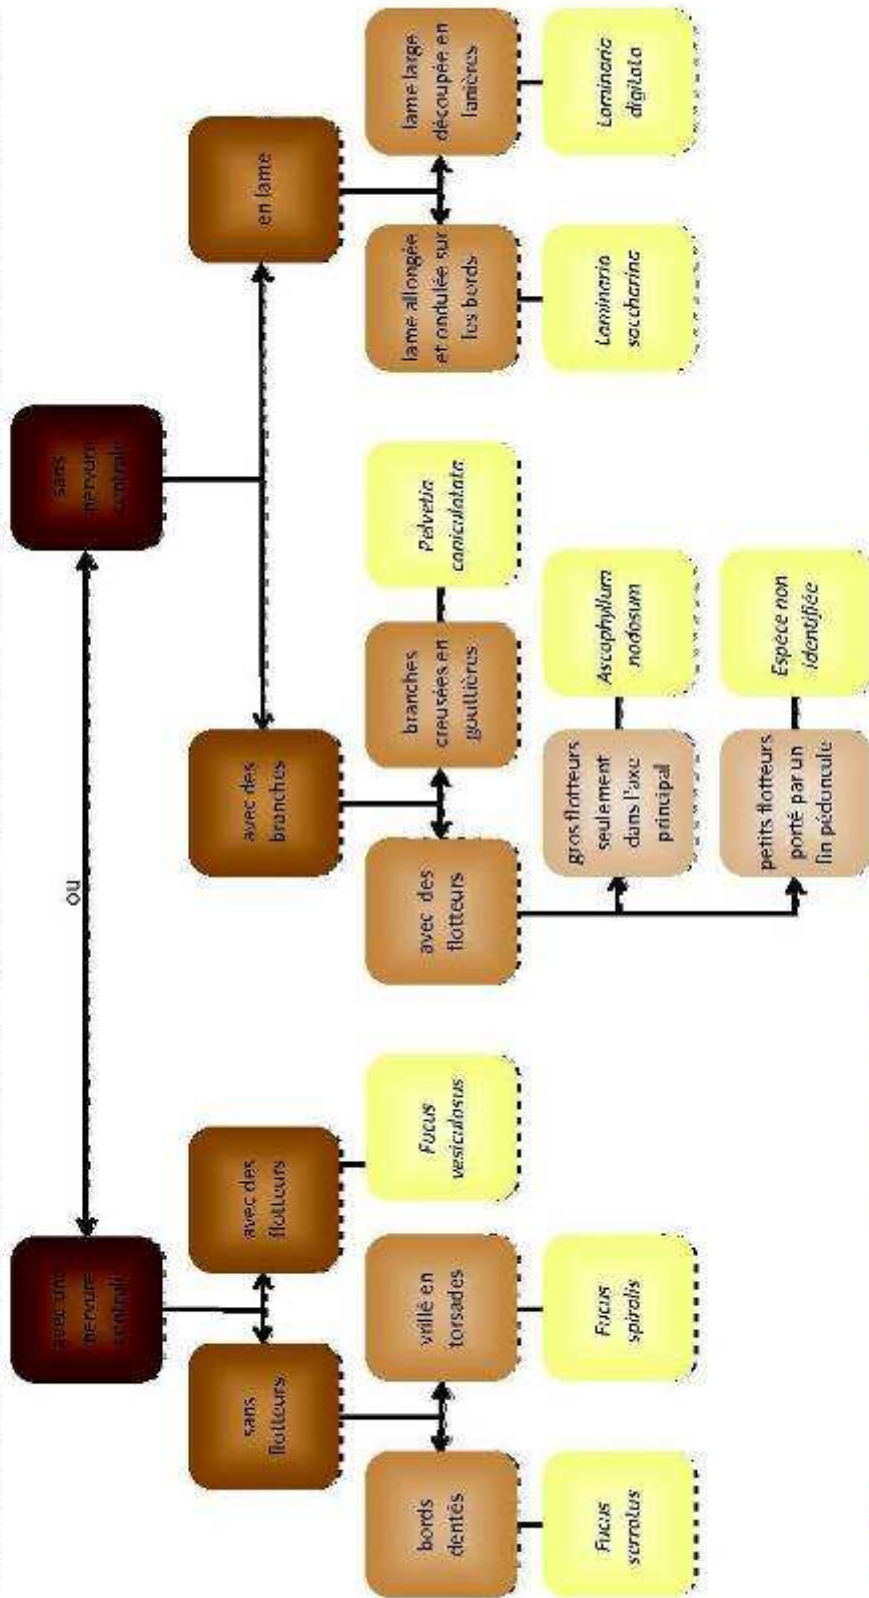 ou
avec une
nervure
centrale
sans
nervure
centrale
sans
flotteurs
avec des
flotteurs
avec des
branches
en lame
bords
dentés
vrillé en
torsades
Fucus
vesiculosus
avec des
flotteurs
branches
creusées en
gouttières
Pelvetia
caniculatata
lame allongée
et ondulée sur
les bords
lame large
découpée en
lanières
Fucus
serratus
Fucus
spiralis
gros flotteurs
seulement
dans l'axe
principal
Ascophyllum
nodosum
Laminaria
saccharina
Laminaria
digitata
petits flotteurs
porté par un
fin péduncule
Espèce non
identifiée